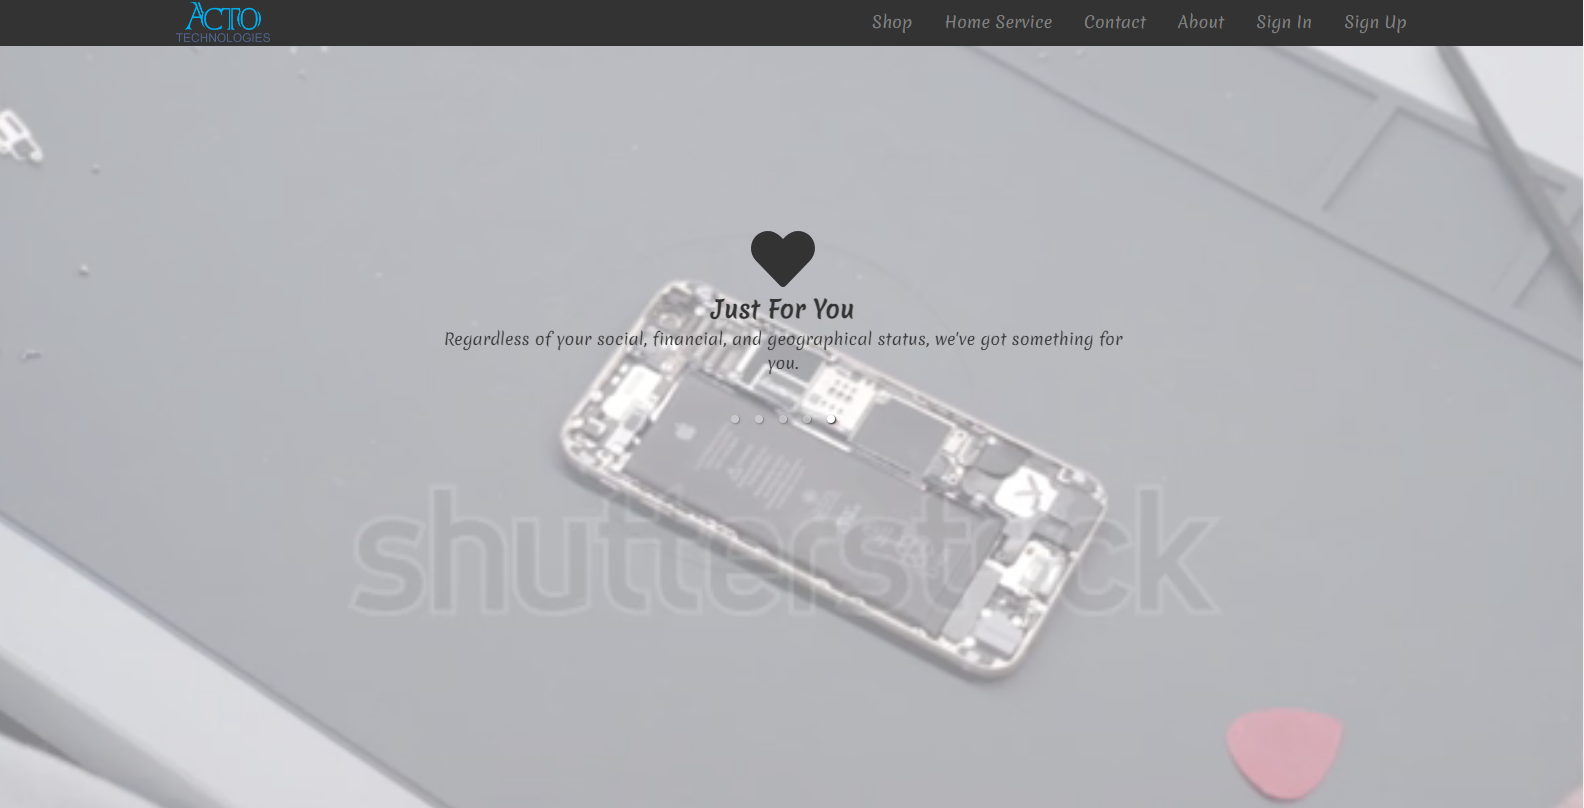 ACTO
TECHNOLOGIES
Shop Home Service Contact About Sign In Sign Up
Just For You
Regardless of your social, financial, and geographical status, we've got something for
you.
shutterstock